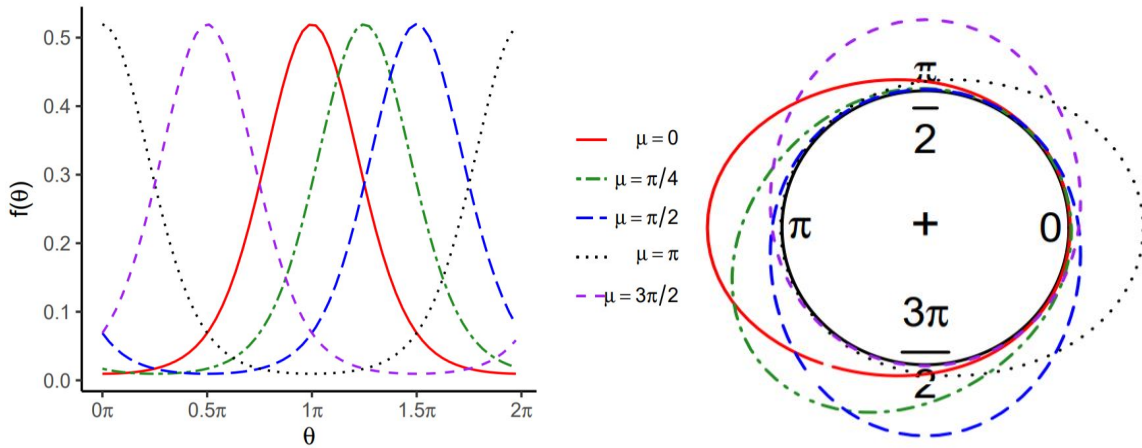 f(θ)
0.5
0.4
0.3
0.2
0.1
0.0
0π
0.5π
1π
1.5π
2π
θ
μ = 0
μ = π/4
μ = π/2
μ = π
μ = 3π/2
π
2
π
+
0
3π
2